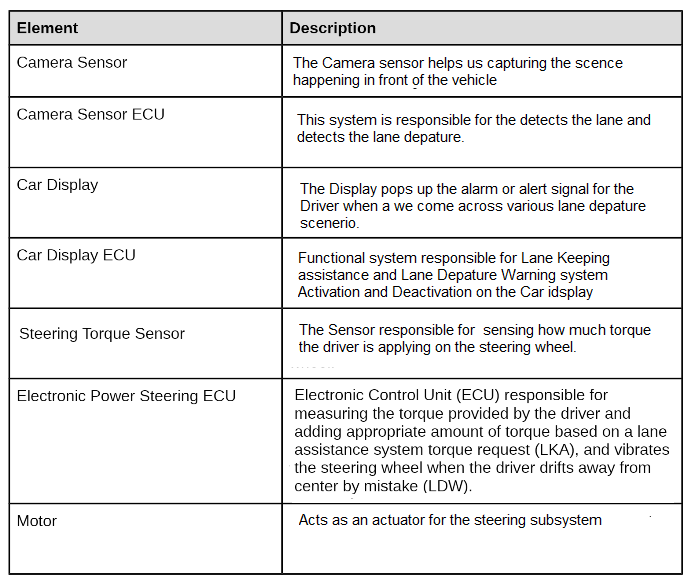 Element Description
Camera Sensor The Camera sensor helps us capturing the scence
happening in front of the vehicle
Camera Sensor ECU This system is responsible for the detects the lane and
detects the lane depature.
Car Display The Display pops up the alarm or alert signal for the
Driver when a we come across various lane depature
scenerio.
Car Display ECU Functional system responsible for Lane Keeping
assistance and Lane Depature Warning system
Activation and Deactivation on the Car idsplay
Steering Torque Sensor The Sensor responsible for  sensing how much torque
the driver is applying on the steering wheel.
Electronic Power Steering ECU Electronic Control Unit (ECU) responsible for
measuring the torque provided by the driver and
adding appropriate amount of torque based on a lane
assistance system torque request (LKA), and vibrates
the steering wheel when the driver drifts away from
center by mistake (LDW).
Motor Acts as an actuator for the steering subsystem